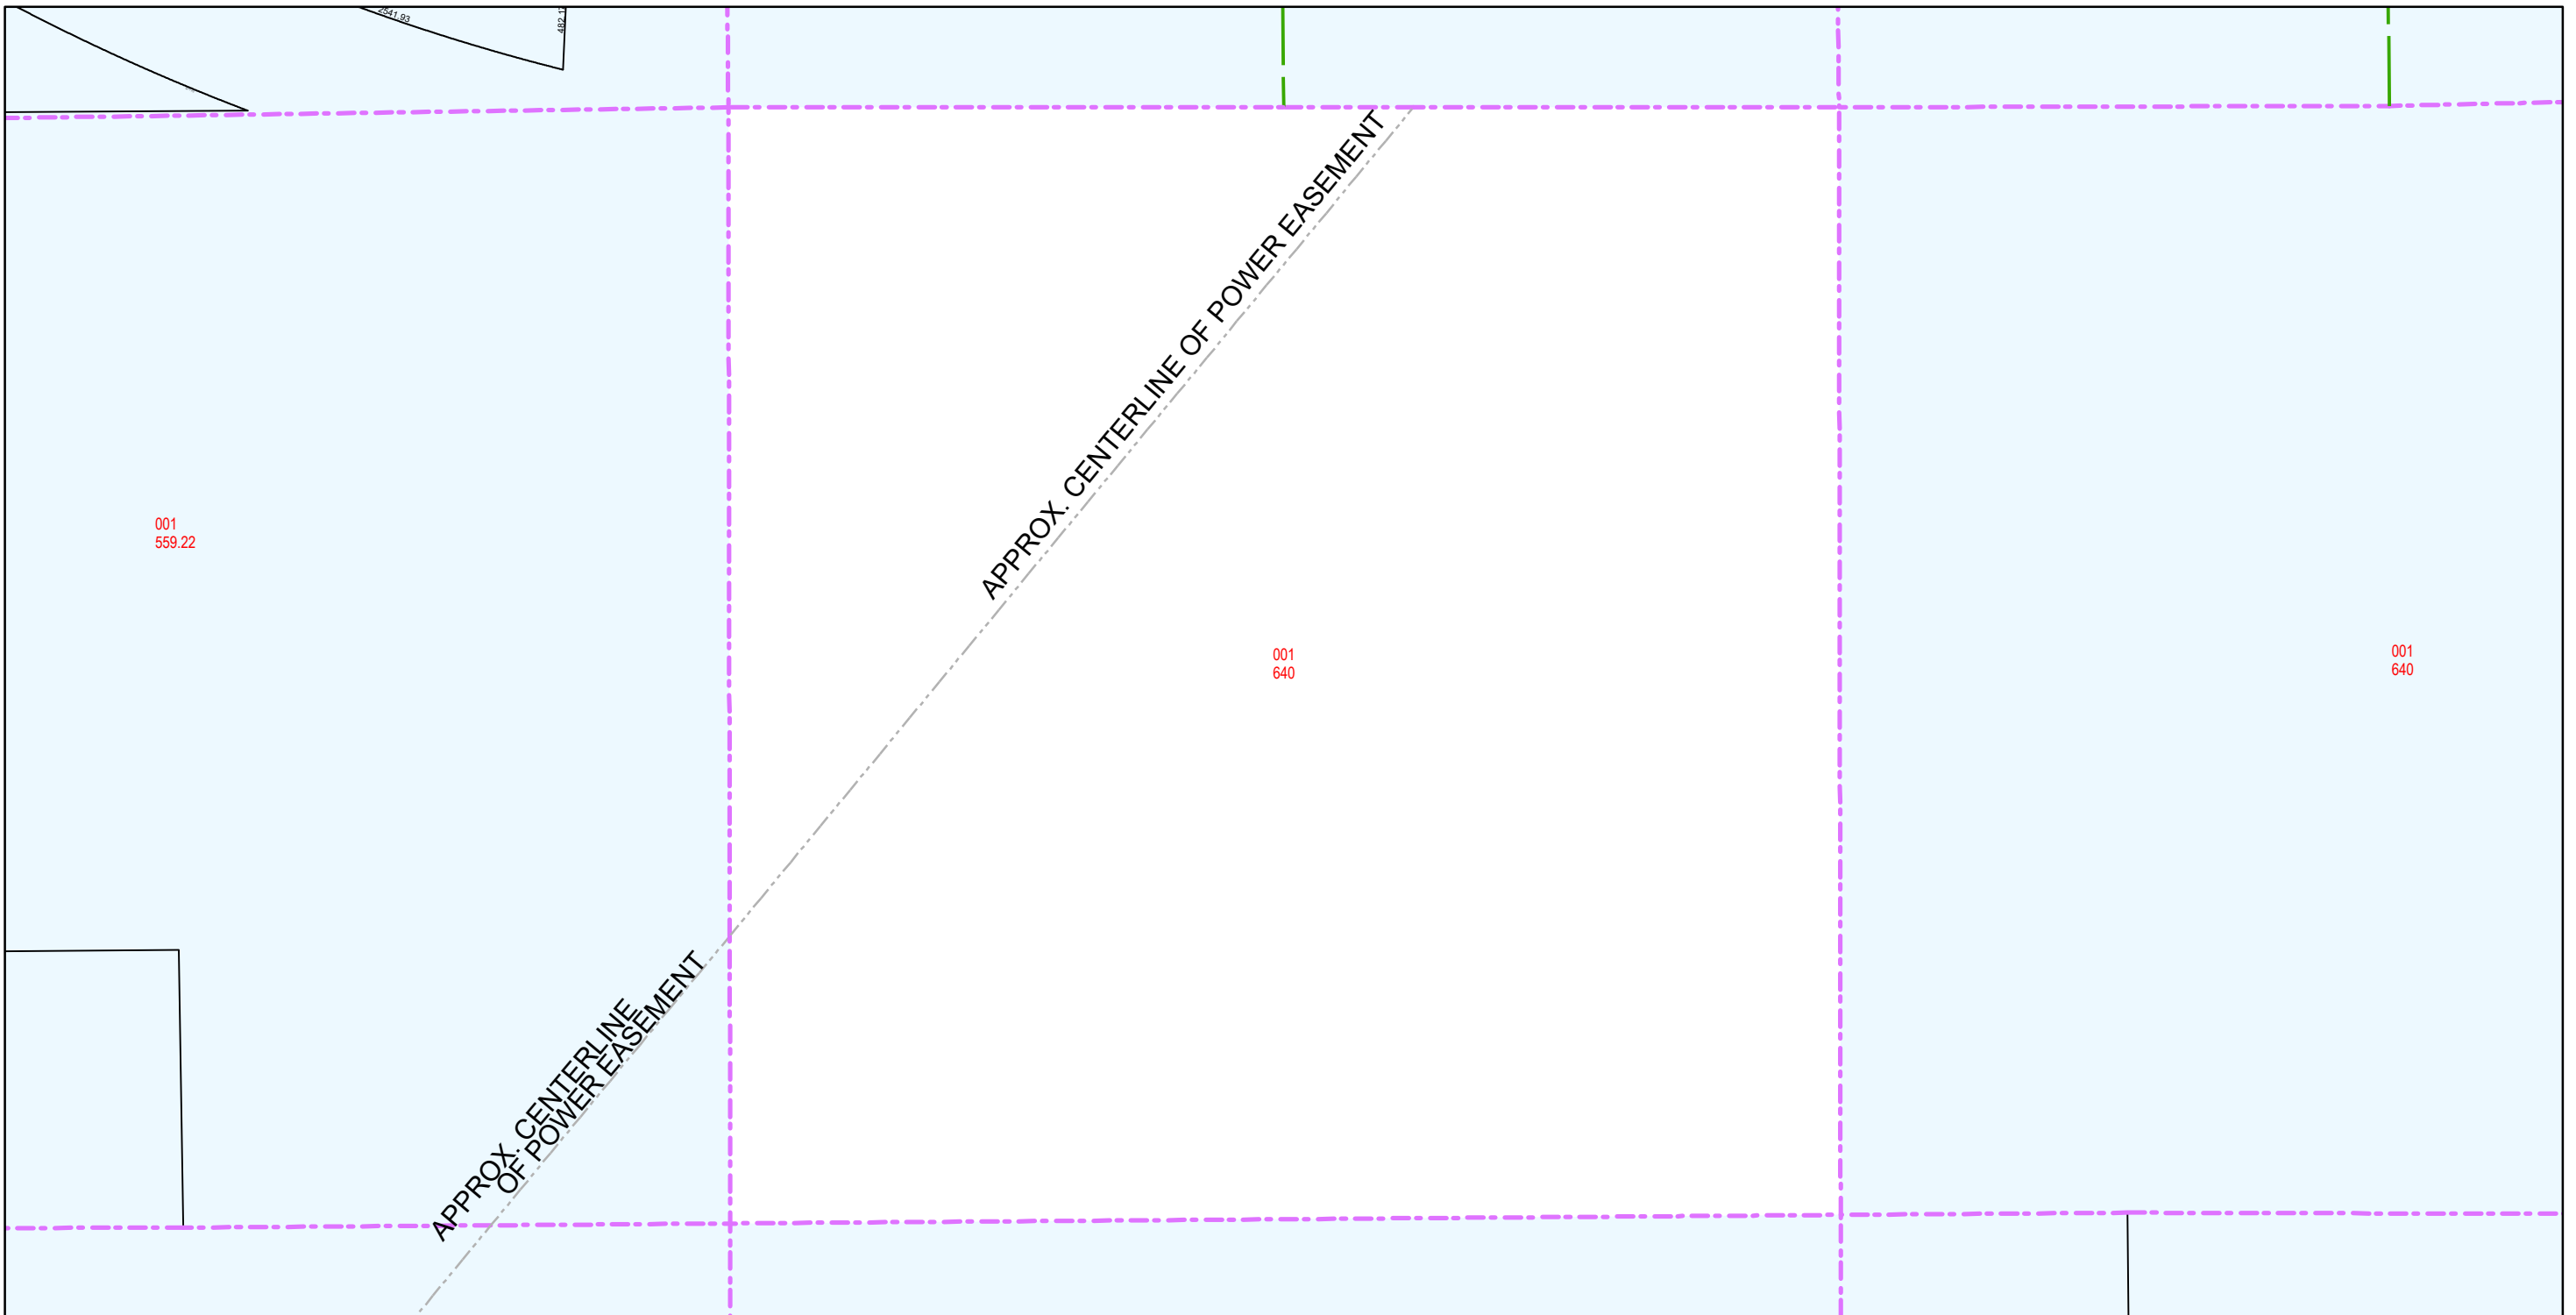 2541.93
APPROX. CENTERLINE OF POWER EASEMENT
001
559.22
001
640
001
640
APPROX. CENTERLINE
OF POWER EASEMENT